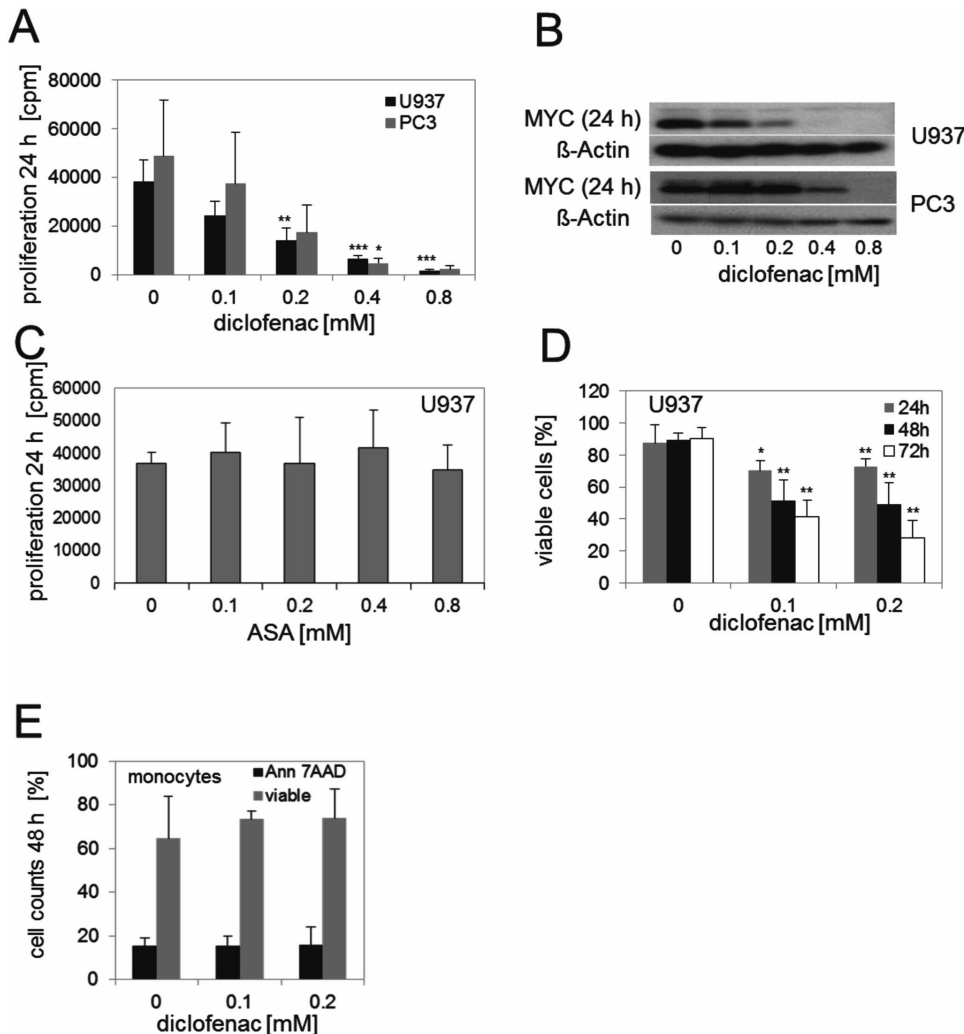 A
proliferation 24 h [cpm]
80000
60000
40000
20000
0
U937
PC3
**
***
*
***
0 0.1 0.2 0.4 0.8
diclofenac [mM]
B
MYC (24 h)
ß-Actin
U937
MYC (24 h)
ß-Actin
PC3
0 0.1 0.2 0.4 0.8
diclofenac [mM]
C
proliferation 24 h [cpm]
60000
50000
40000
30000
20000
10000
0
U937
0 0.1 0.2 0.4 0.8
ASA [mM]
D
viable cells [%]
120
100
80
60
40
20
0
U937
24h
48h
72h
*
**
**
**
**
**
0 0.1 0.2
diclofenac [mM]
E
cell counts 48 h [%]
100
80
60
40
20
0
monocytes
Ann 7AAD
viable
0 0.1 0.2
diclofenac [mM]